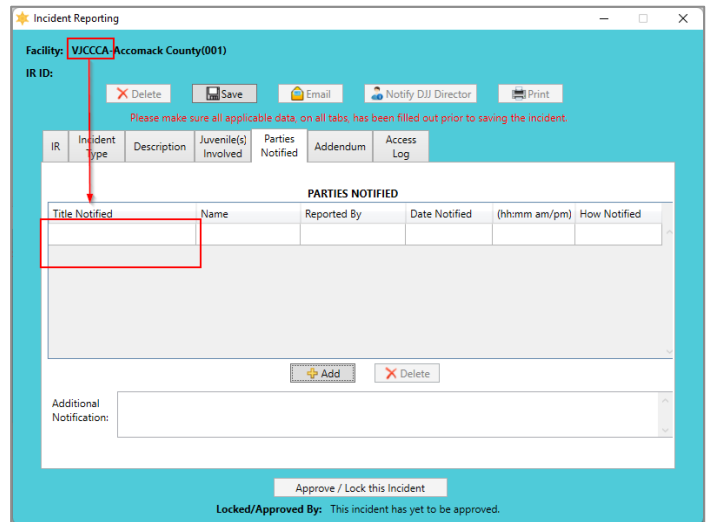 Incident Reporting
Facility: VJCCCA-Accomack County(001)
IR ID:
Delete Save Email Notify DJJ Director Print
Please make sure all applicable data, on all tabs, has been filled out prior to saving the incident.
IR Incident Type Description Juvenile(s) Involved Parties Notified Addendum Access Log
PARTIES NOTIFIED
Title Notified Name Reported By Date Notified (hh:mm am/pm) How Notified
Add Delete
Additional
Notification:
Approve / Lock this Incident
Locked/Approved By: This incident has yet to be approved.